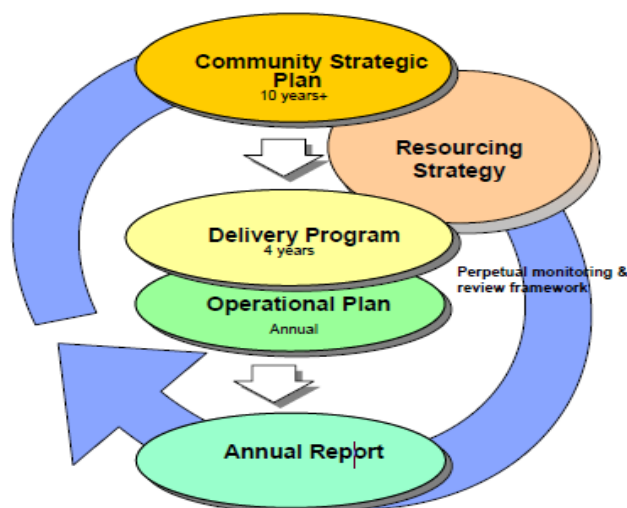 Community Strategic
Plan
10 years+
Resourcing
Strategy
Delivery Program
4 years
Perpetual monitoring &
review framework
Operational Plan
Annual
Annual Report